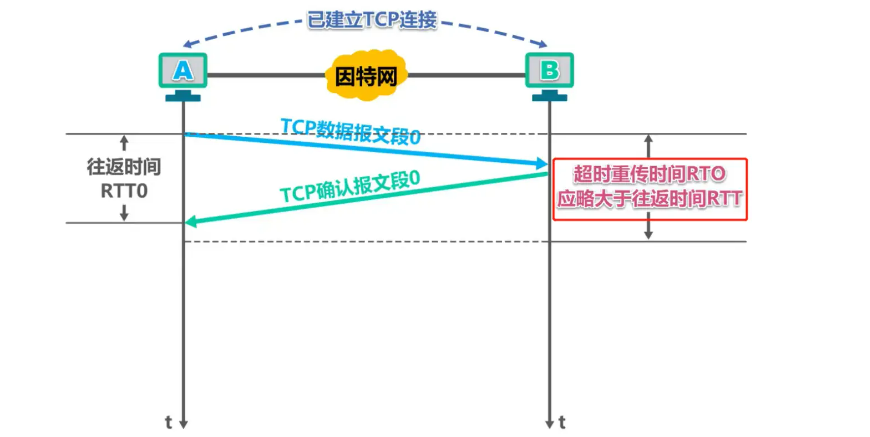 已建立TCP连接
A
因特网
B
TCP数据报文段0
往返时间
RTT0
TCP确认报文段0
超时重传时间RTO
应略大于往返时间RTT
t
t